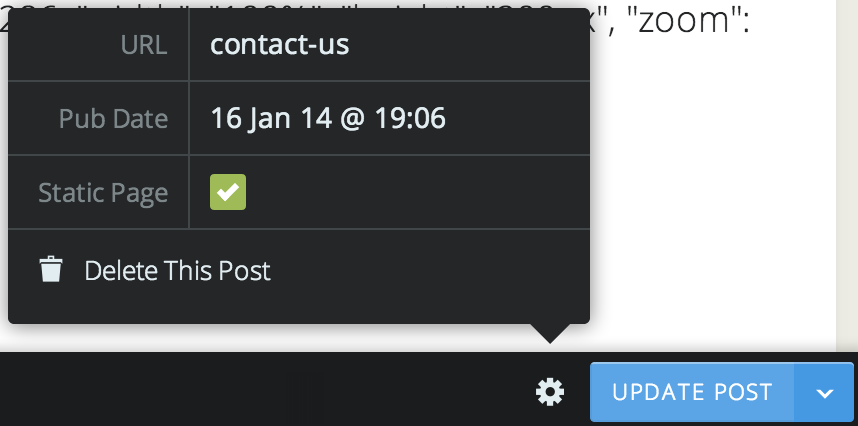 x", "zoom":
URL contact-us
Pub Date 16 Jan 14 @ 19:06
Static Page
Delete This Post
UPDATE POST